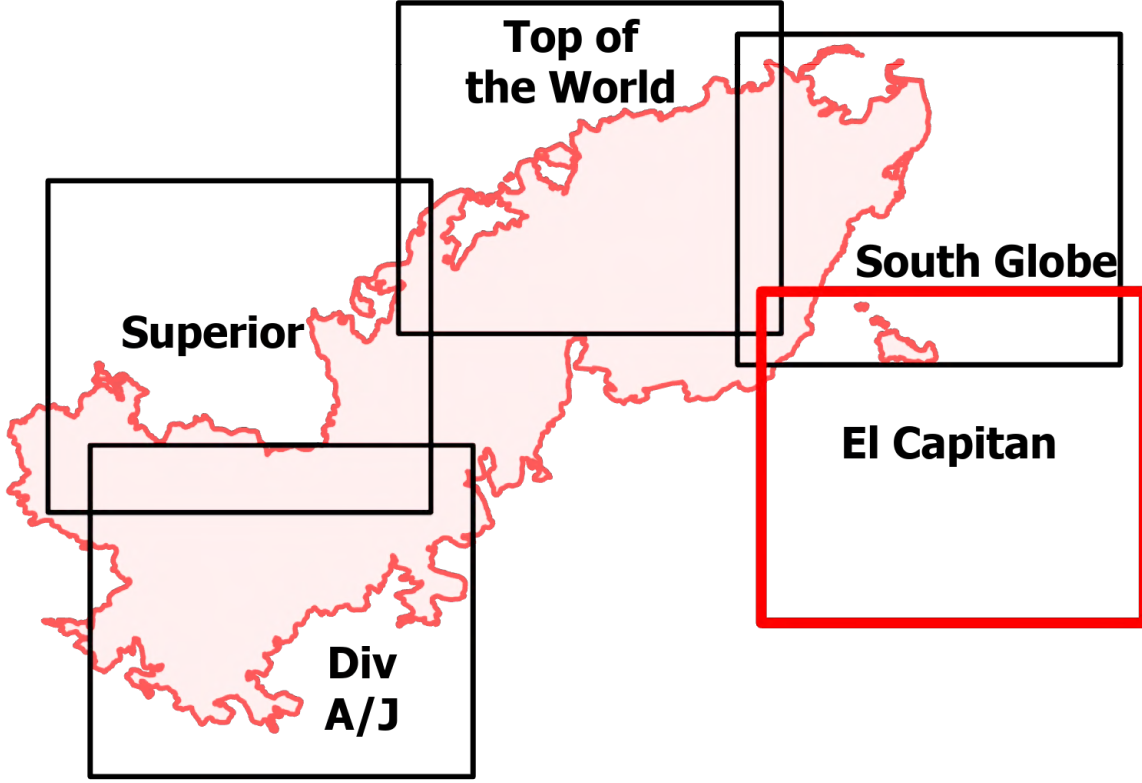 Top of
the World
South Globe
Superior
El Capitan
Div
A/J